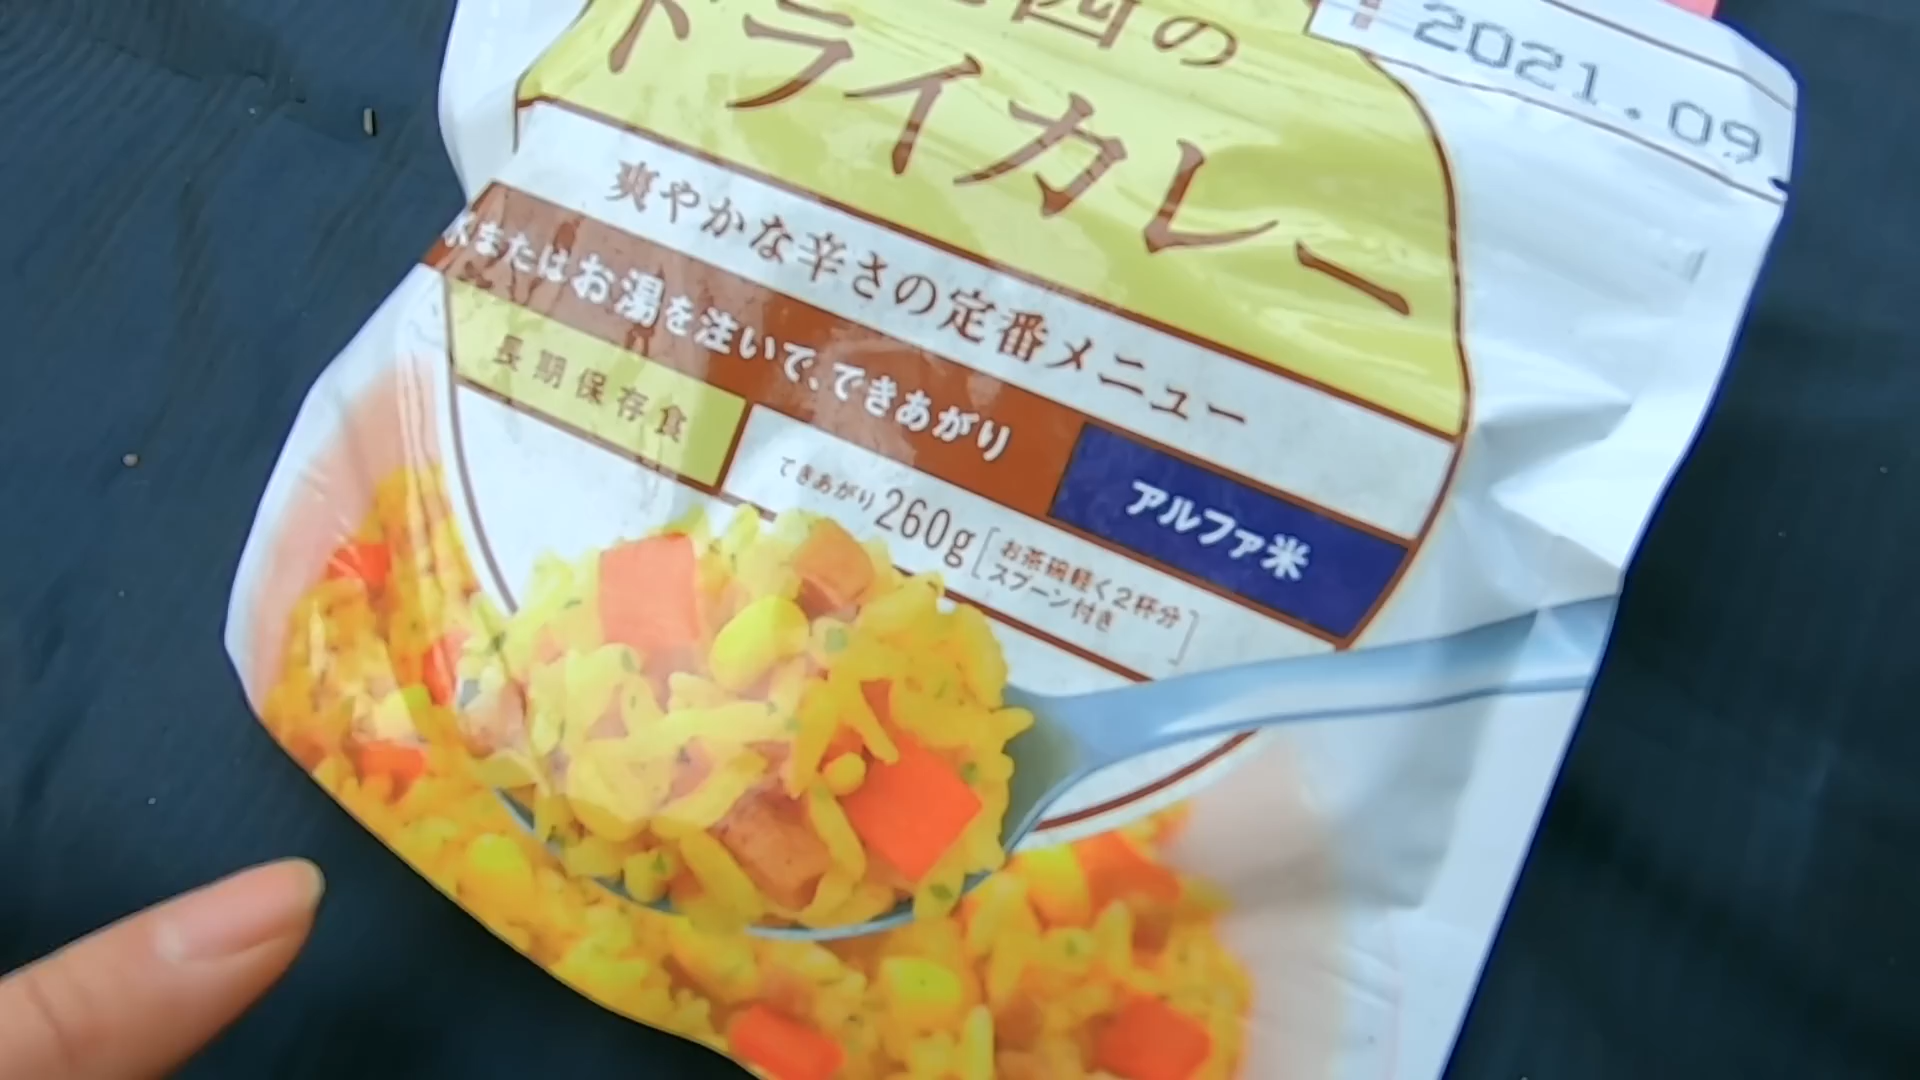 2021.09
の
ドライカレー
爽やかな辛さの定番メニュー
水またはお湯を注いで、できあがり
長期保存食
アルファ米
できあがり260g
お茶碗軽く2杯分
スプーン付き